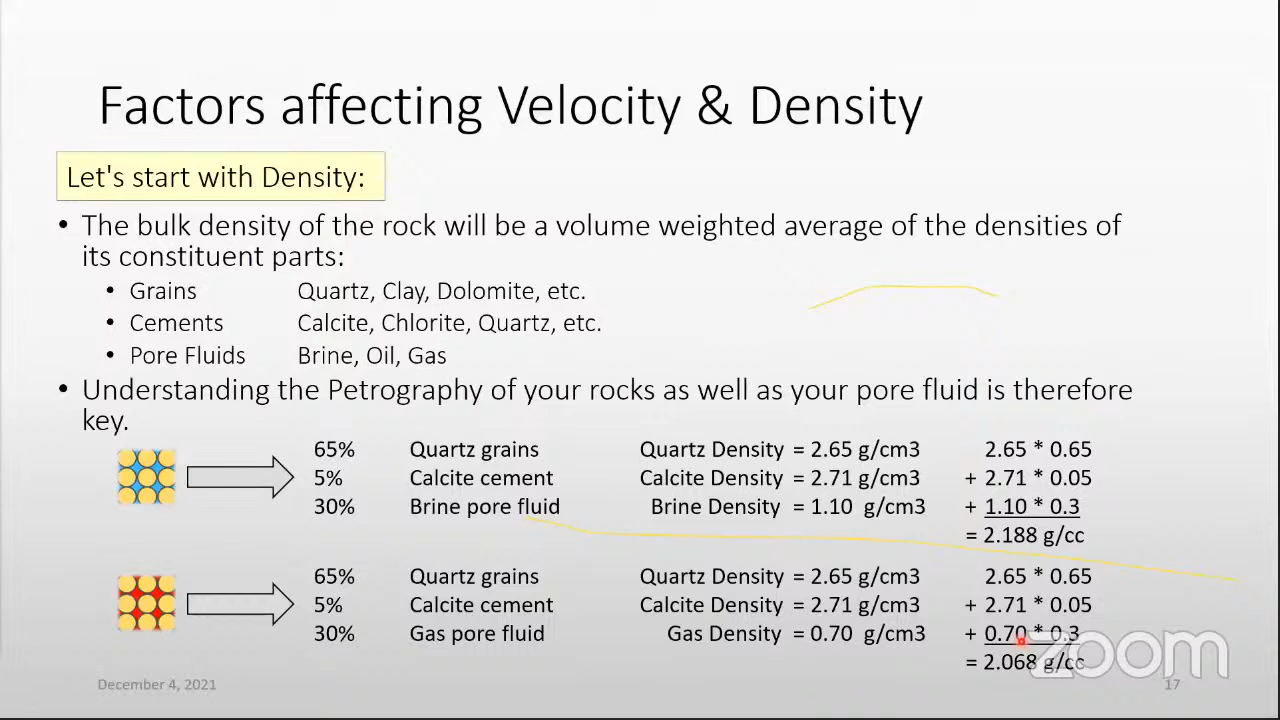 Factors affecting Velocity & Density
Let's start with Density:
• The bulk density of the rock will be a volume weighted average of the densities of
its constituent parts:
• Grains Quartz, Clay, Dolomite, etc.
• Cements Calcite, Chlorite, Quartz, etc.
• Pore Fluids Brine, Oil, Gas
• Understanding the Petrography of your rocks as well as your pore fluid is therefore
key.
65% Quartz grains Quartz Density = 2.65 g/cm3 2.65 * 0.65
5% Calcite cement Calcite Density = 2.71 g/cm3 + 2.71 * 0.05
30% Brine pore fluid Brine Density = 1.10 g/cm3 + 1.10 * 0.3
= 2.188 g/cc
65% Quartz grains Quartz Density = 2.65 g/cm3 2.65 * 0.65
5% Calcite cement Calcite Density = 2.71 g/cm3 + 2.71 * 0.05
30% Gas pore fluid Gas Density = 0.70 g/cm3 + 0.70 * 0.3
= 2.068 g/cc
zoom
December 4, 2021 17